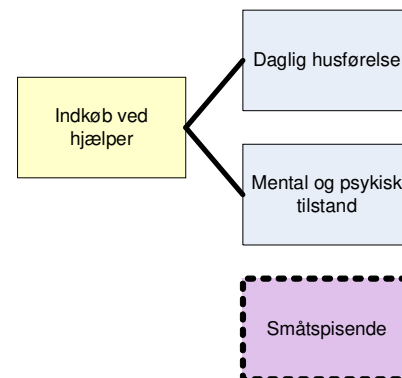 Indkøb ved
hjælper
Daglig husførelse
Mental og psykisk
tilstand
Småtspisende